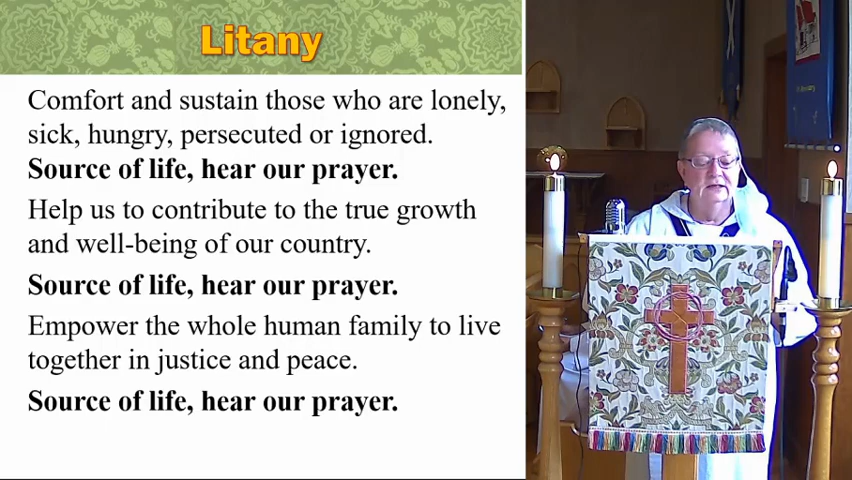 Litany
Comfort and sustain those who are lonely,
sick, hungry, persecuted or ignored.
Source of life, hear our prayer.
Help us to contribute to the true growth
and well-being of our country.
Source of life, hear our prayer.
Empower the whole human family to live
together in justice and peace.
Source of life, hear our prayer.